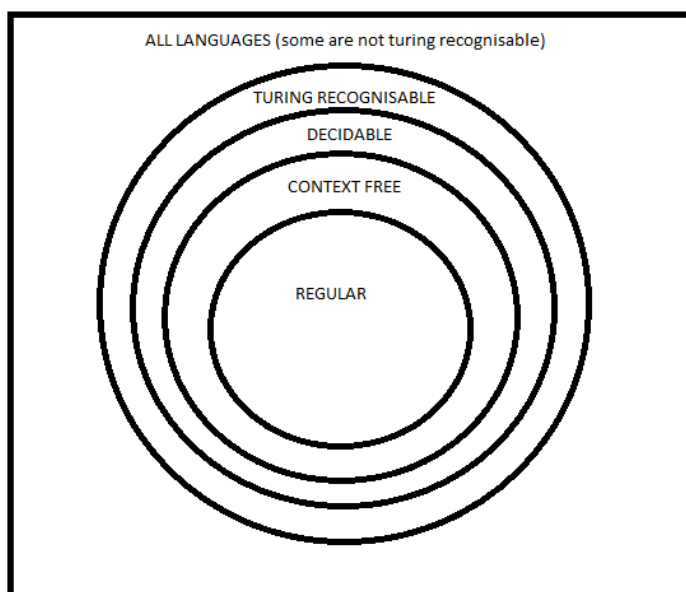 ALL LANGUAGES (some are not turing recognisable)
TURING RECOGNISABLE
DECIDABLE
CONTEXT FREE
REGULAR